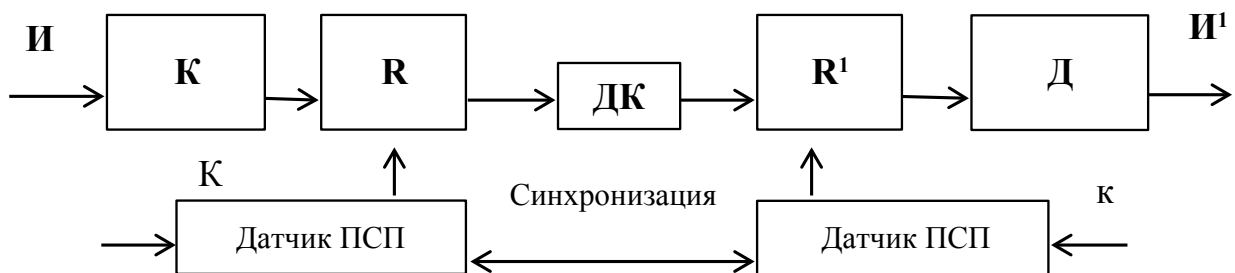 И
К
R
ДК
R¹
Д
И¹
К
Датчик ПСП
Синхронизация
Датчик ПСП
к